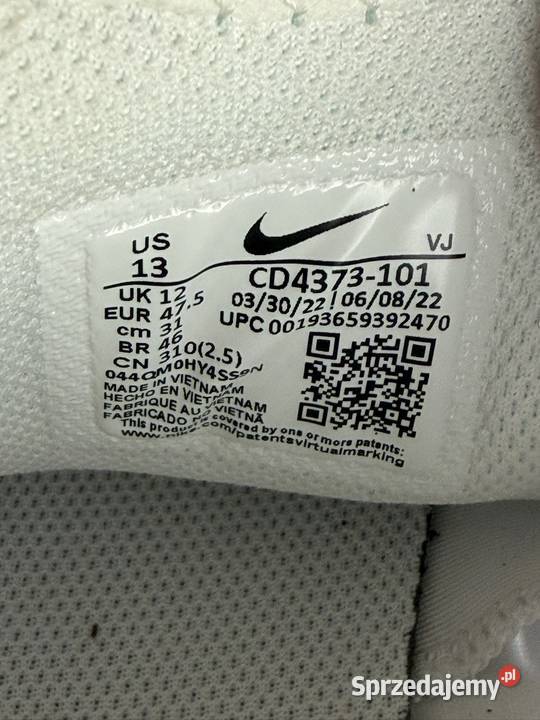 US
13
VJ
CD4373-101
03/30/22 | 06/08/22
UPC 00193659392470
UK 12
EUR 47.5
cm 31
BR 46
CN 310(2.5)
044QM0HY4SS9N
MADE IN VIETNAM
HECHO EN VIETNAM
FABRIQUE AU VIETNAM
FABRICADO NO VIETNÃ
This product covered by one or more patents:
www.nike.com/patentsvirtualmarking
Sprzedajemy.pl